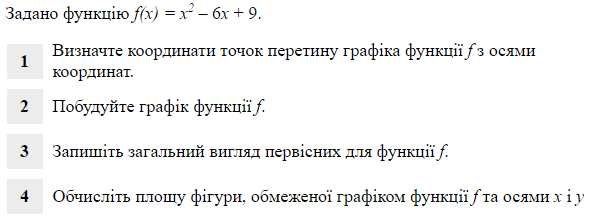 Задано функцію f(x) = x² – 6x + 9.
1 Визначте координати точок перетину графіка функції f з осями
координат.
2 Побудуйте графік функції f.
3 Запишіть загальний вигляд первісних для функції f.
4 Обчисліть площу фігури, обмеженої графіком функції f та осями x і y